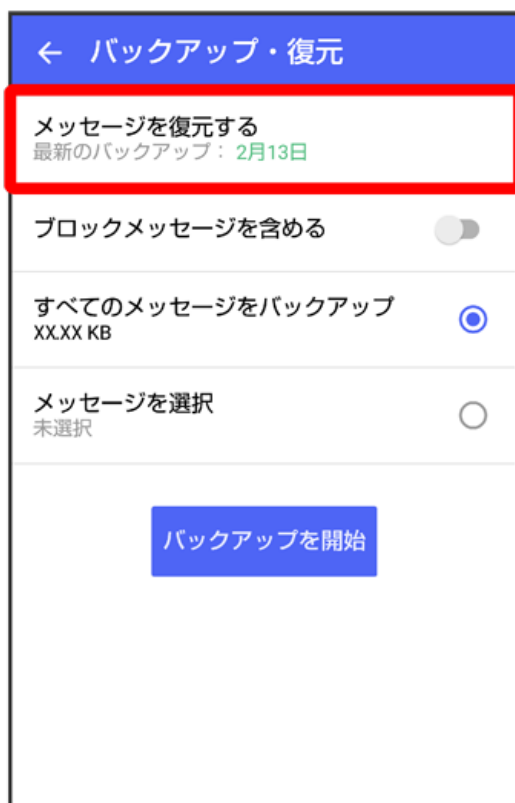 ← バックアップ・復元
メッセージを復元する
最新のバックアップ： 2月13日
ブロックメッセージを含める
すべてのメッセージをバックアップ
XX.XX KB
メッセージを選択
未選択
バックアップを開始